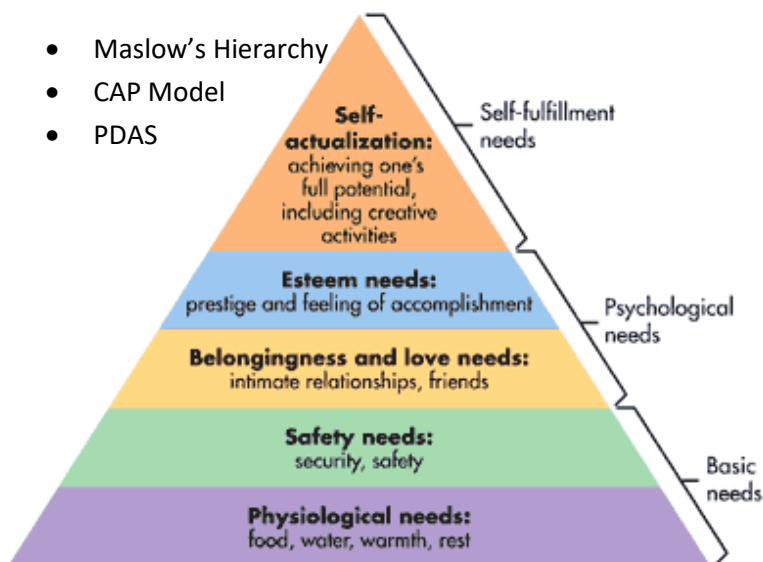 • Maslow’s Hierarchy
• CAP Model
• PDAS
Self-
actualization:
achieving one’s
full potential,
including creative
activities
Self-fulfillment
needs
Esteem needs:
prestige and feeling of accomplishment
Psychological
needs
Belongingness and love needs:
intimate relationships, friends
Safety needs:
security, safety
Basic
needs
Physiological needs:
food, water, warmth, rest